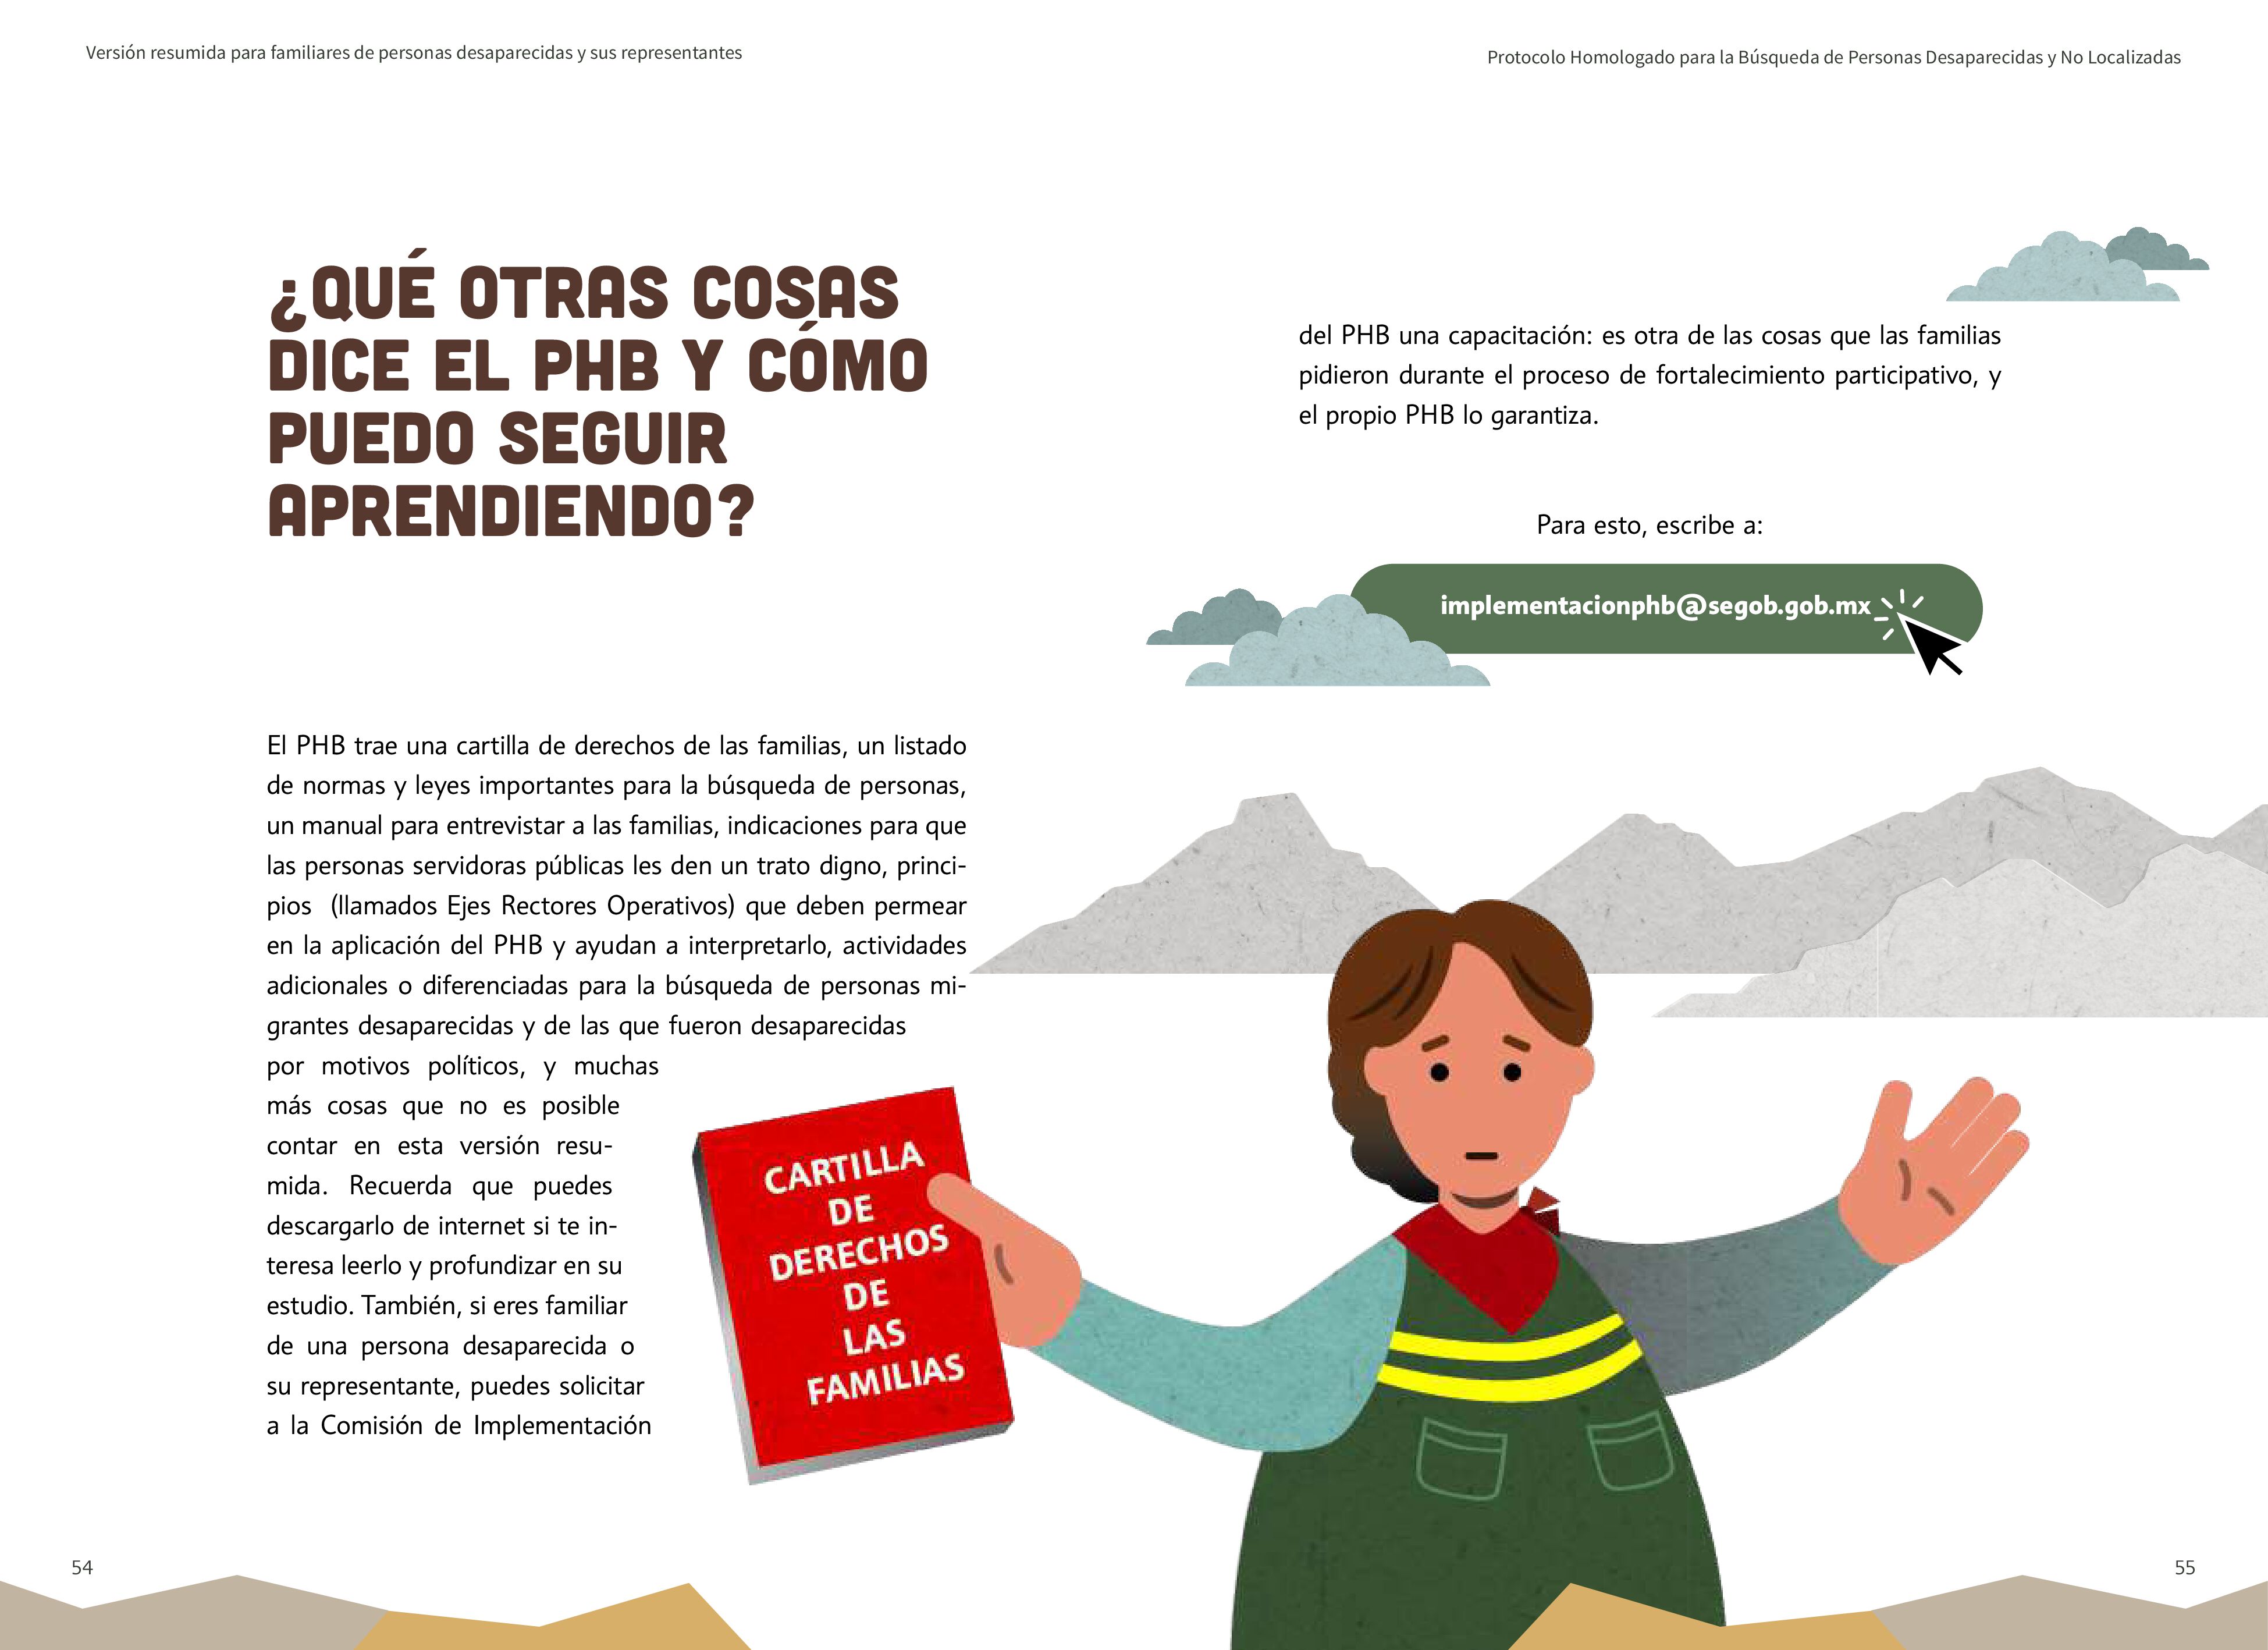 Versión resumida para familiares de personas desaparecidas y sus representantes
¿QUÉ OTRAS COSAS
DICE EL PHB Y CÓMO
PUEDO SEGUIR
APRENDIENDO?
El PHB trae una cartilla de derechos de las familias, un listado
de normas y leyes importantes para la búsqueda de personas,
un manual para entrevistar a las familias, indicaciones para que
las personas servidoras públicas les den un trato digno, princi-
pios (llamados Ejes Rectores Operativos) que deben permear
en la aplicación del PHB y ayudan a interpretarlo, actividades
adicionales o diferenciadas para la búsqueda de personas mi-
grantes desaparecidas y de las que fueron desaparecidas
por motivos políticos, y muchas
más cosas que no es posible
contar en esta versión resu-
mida. Recuerda que puedes
descargarlo de internet si te in-
teresa leerlo y profundizar en su
estudio. También, si eres familiar
de una persona desaparecida o
su representante, puedes solicitar
a la Comisión de Implementación
CARTILLA
DE
DERECHOS
DE
LAS
FAMILIAS
54
Protocolo Homologado para la Búsqueda de Personas Desaparecidas y No Localizadas
del PHB una capacitación: es otra de las cosas que las familias
pidieron durante el proceso de fortalecimiento participativo, y
el propio PHB lo garantiza.
Para esto, escribe a:
implementacionphb@segob.gob.mx
55